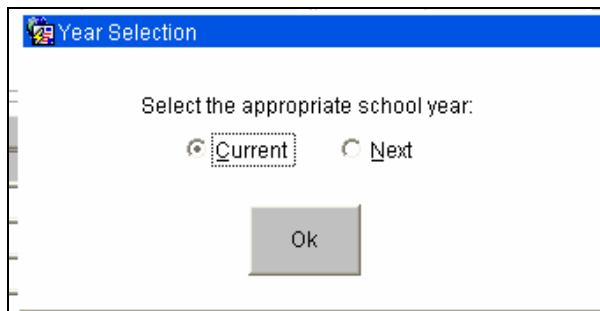 Year Selection
Select the appropriate school year:
Current Next
Ok